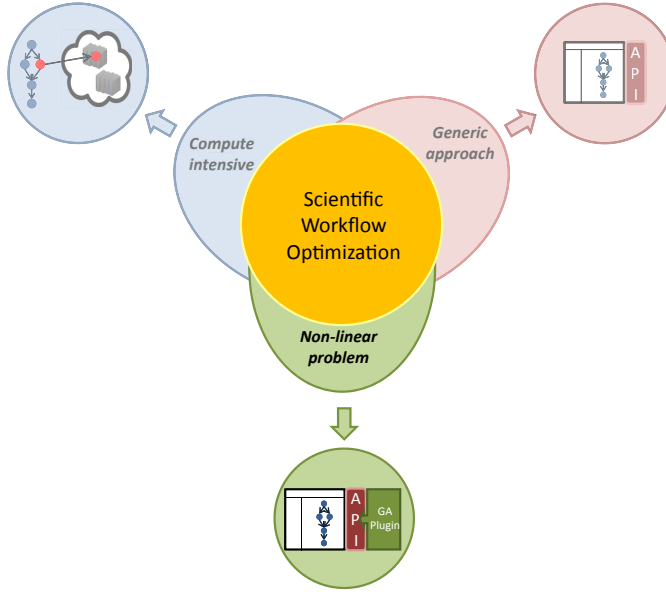 A
P
I
Compute
intensive
Generic
approach
Scientific
Workflow
Optimization
Non-linear
problem
A
P
I
GA
Plugin